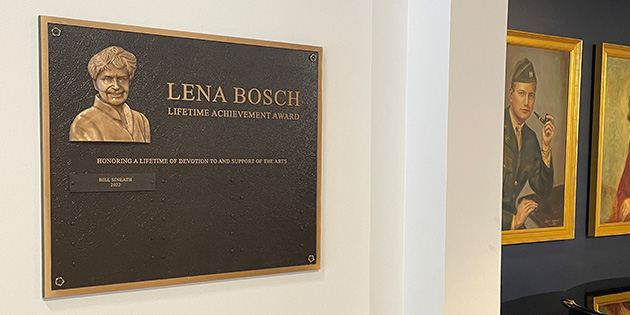 LENA BOSCH
LIFETIME ACHIEVEMENT AWARD
HONORING A LIFETIME OF DEVOTION TO AND SUPPORT OF THE ARTS
BILL SINEATH
2022